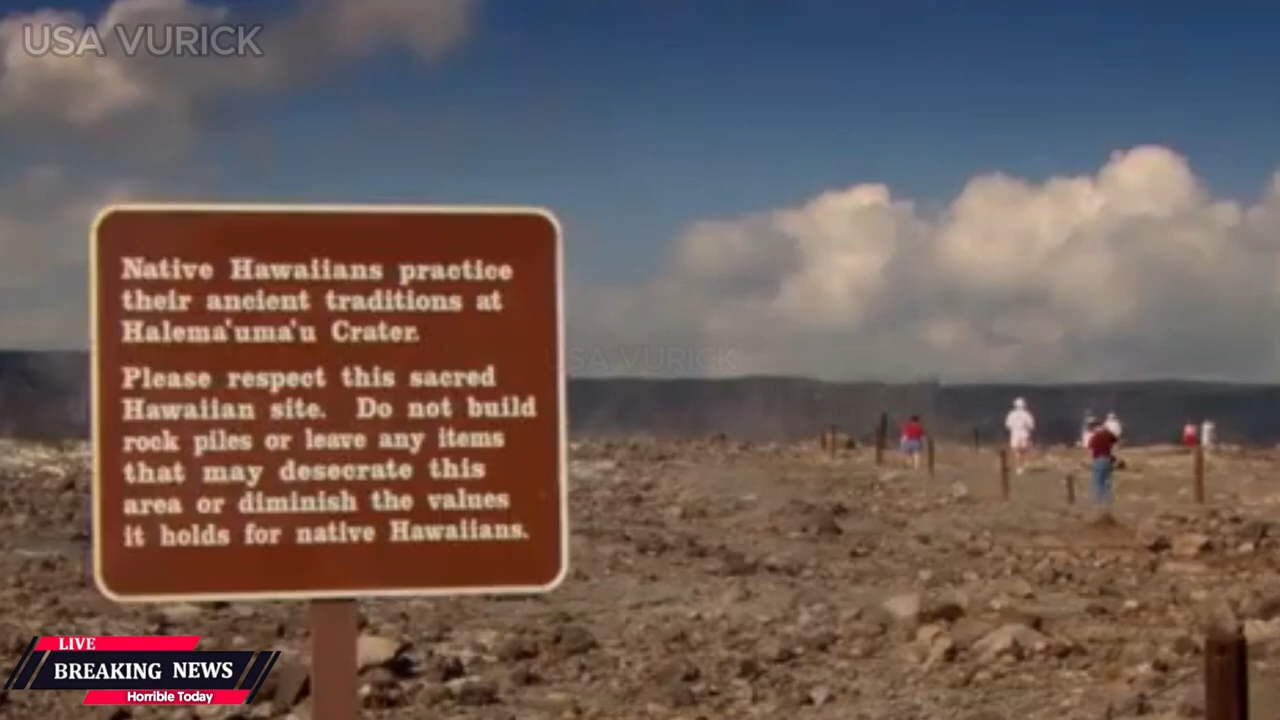 USA VURICK
Native Hawaiians practice
their ancient traditions at
Halema'uma'u Crater.
Please respect this sacred
Hawaiian site. Do not build
rock piles or leave any items
that may desecrate this
area or diminish the values
it holds for native Hawaiians.
USA VURICK
LIVE
BREAKING NEWS
Horrible Today